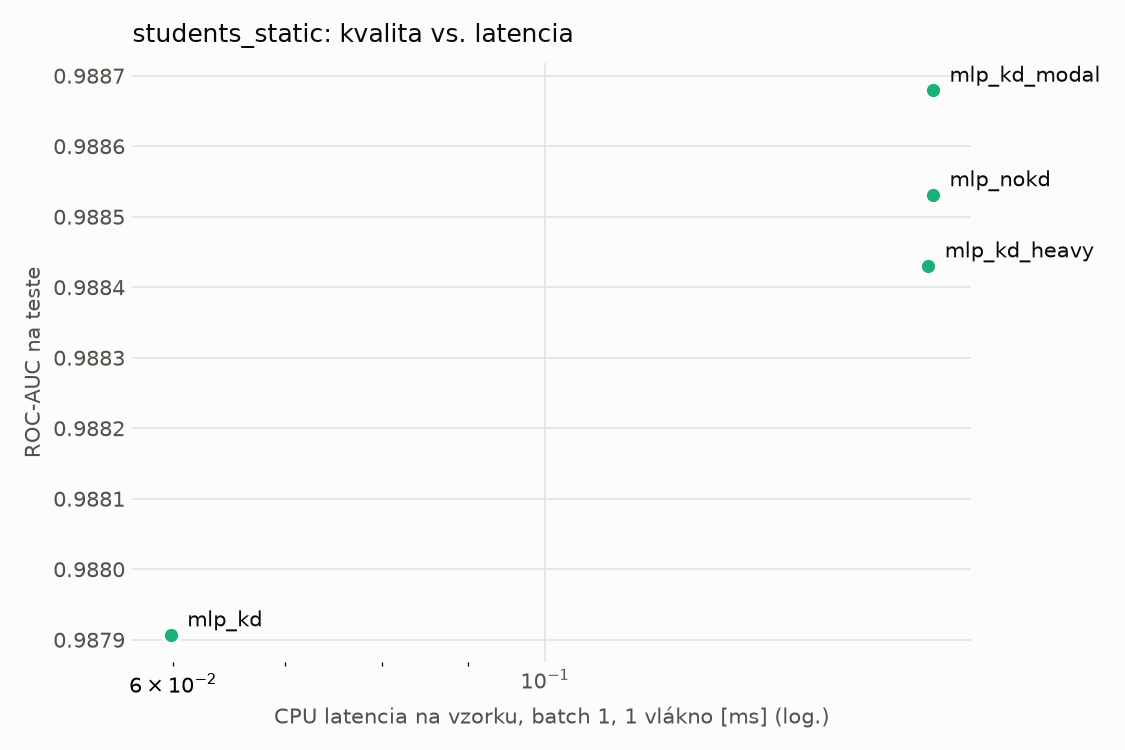 students_static: kvalita vs. latencia
ROC-AUC na teste
0.9887
0.9886
0.9885
0.9884
0.9883
0.9882
0.9881
0.9880
0.9879
mlp_kd_modal
mlp_nokd
mlp_kd_heavy
mlp_kd
6 × 10⁻²
10⁻¹
CPU latencia na vzorku, batch 1, 1 vlákno [ms] (log.)